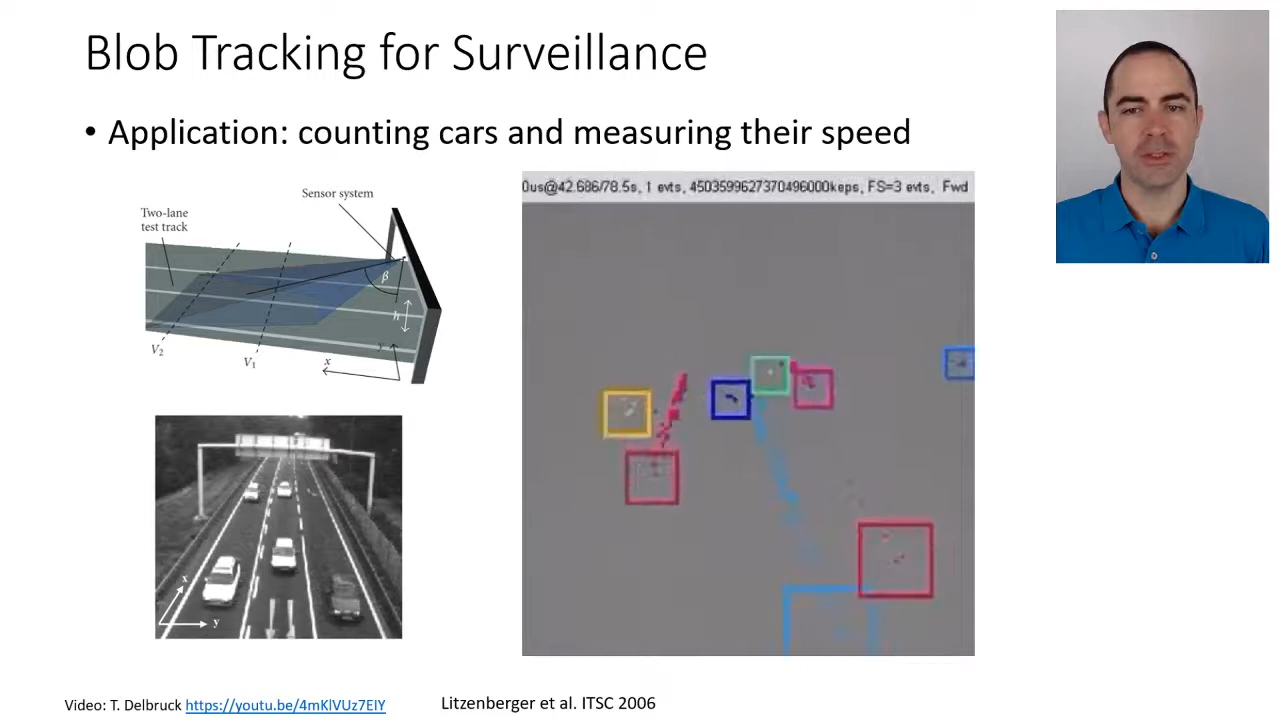 Blob Tracking for Surveillance
• Application: counting cars and measuring their speed
Sensor system
Two-lane
test track
β
h
y
x
V2
V1
0us@42.686/78.5s, 1 evts, 4503599627370496000keps, FS=3 evts, Fwd
x
y
Video: T. Delbruck https://youtu.be/4mKlVUz7EIY
Litzenberger et al. ITSC 2006